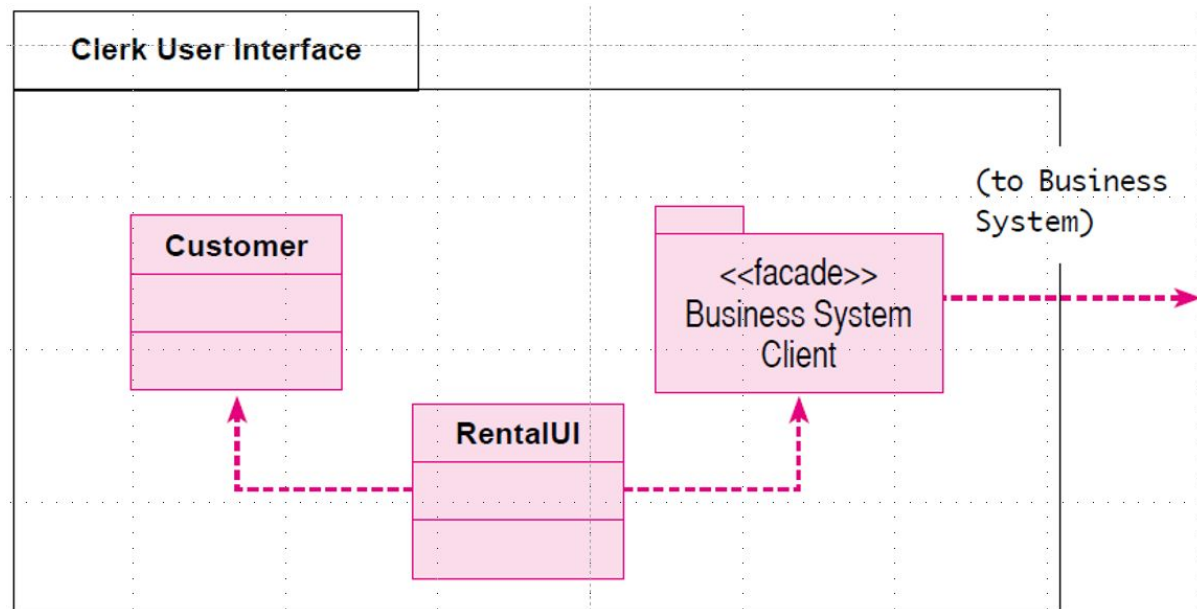 Clerk User Interface
(to Business
System)
Customer
<<facade>>
Business System
Client
RentalUI